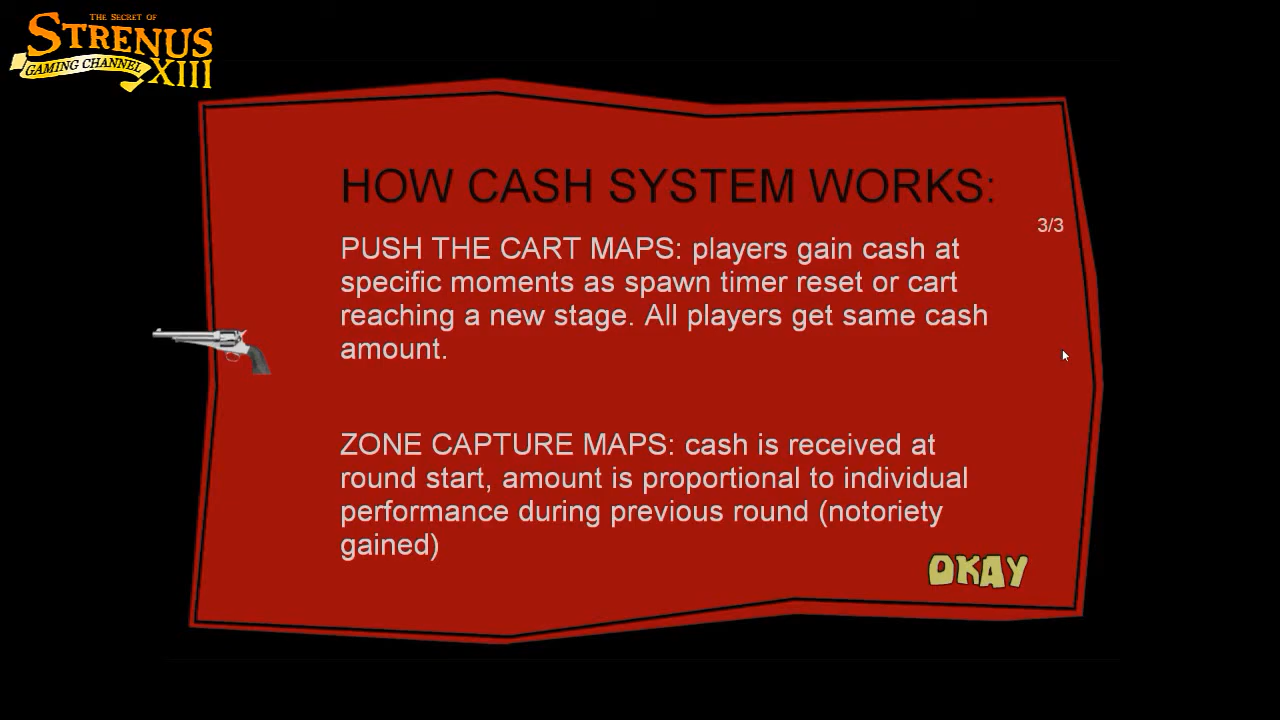 THE SECRET OF
STRENUS
GAMING CHANNEL
XIII
HOW CASH SYSTEM WORKS:
3/3
PUSH THE CART MAPS: players gain cash at
specific moments as spawn timer reset or cart
reaching a new stage. All players get same cash
amount.
ZONE CAPTURE MAPS: cash is received at
round start, amount is proportional to individual
performance during previous round (notoriety
gained)
OKAY